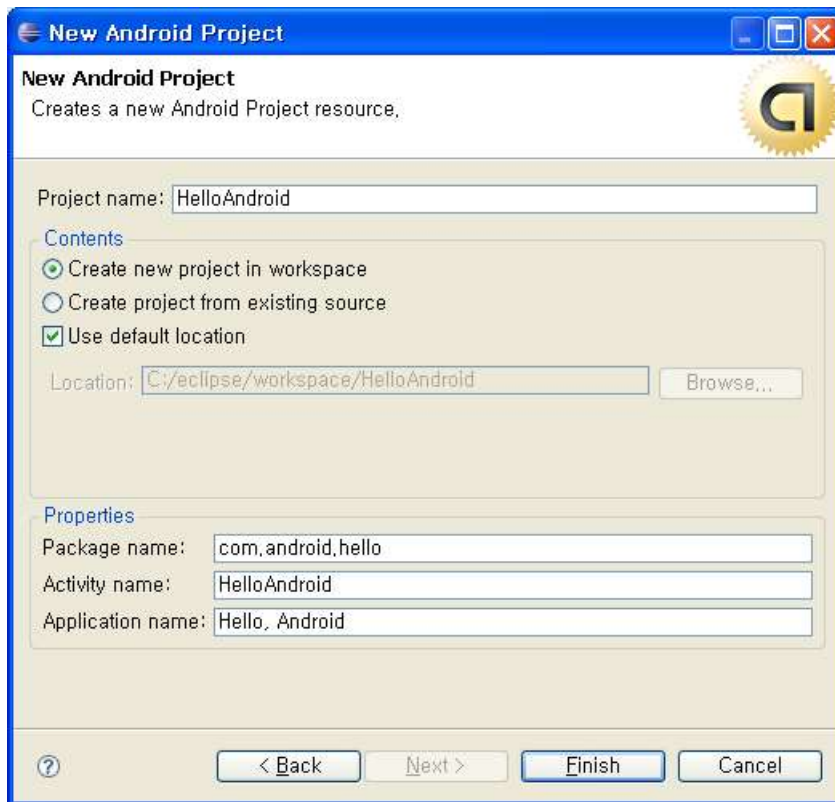 New Android Project
New Android Project
Creates a new Android Project resource.
Project name: HelloAndroid
Contents
Create new project in workspace
Create project from existing source
Use default location
Location: C:/eclipse/workspace/HelloAndroid Browse...
Properties
Package name: com.android.hello
Activity name: HelloAndroid
Application name: Hello, Android
? < Back Next > Finish Cancel